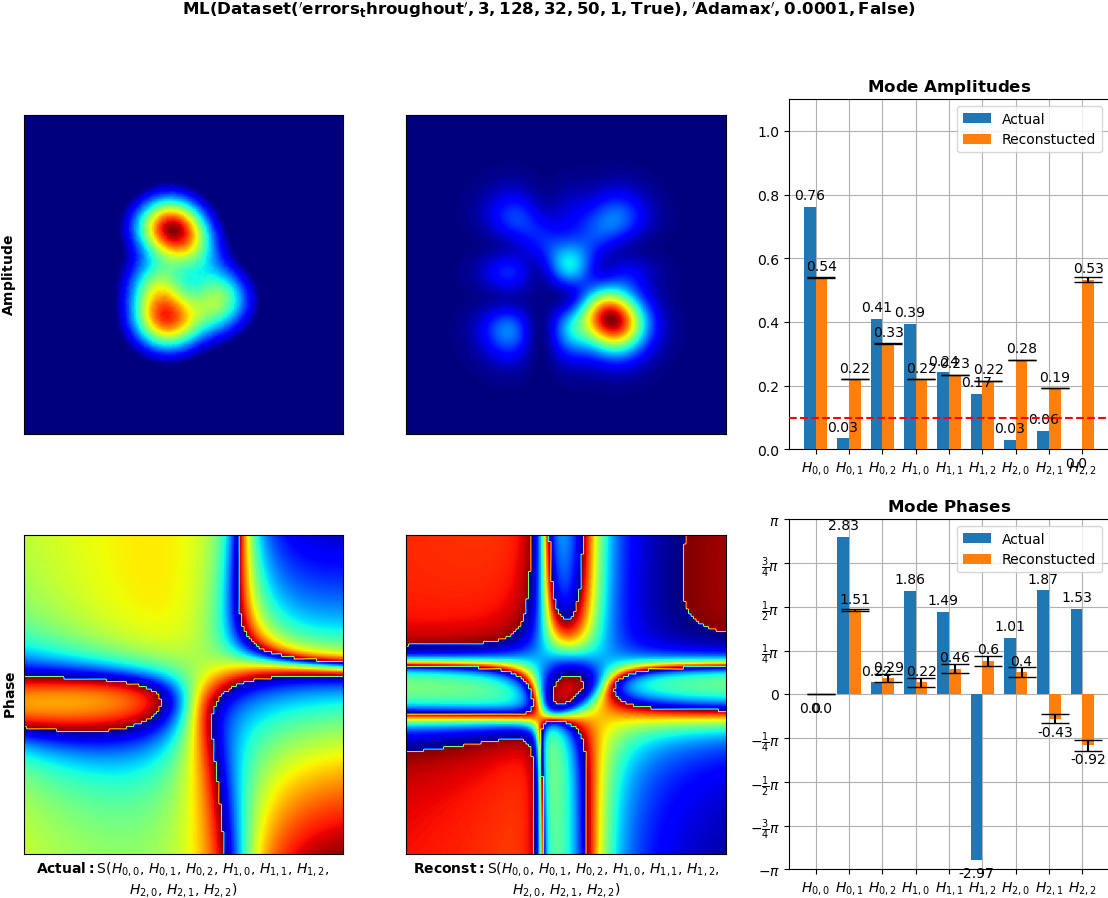 ML(Dataset('errors_throughout', 3, 128, 32, 50, 1, True), 'Adamax', 0.0001, False)
Amplitude
Mode Amplitudes
Actual
Reconstucted
1.0
0.8
0.6
0.4
0.2
0.0
0.76
0.54
0.03
0.22
0.41
0.33
0.39
0.22
0.24
0.23
0.17
0.22
0.03
0.28
0.06
0.19
0.0
0.53
H0,0 H0,1 H0,2 H1,0 H1,1 H1,2 H2,0 H2,1 H2,2
Phase
Actual: S(H0,0, H0,1, H0,2, H1,0, H1,1, H1,2,
H2,0, H2,1, H2,2)
Reconst: S(H0,0, H0,1, H0,2, H1,0, H1,1, H1,2,
H2,0, H2,1, H2,2)
Mode Phases
Actual
Reconstucted
π
3/4π
1/2π
1/4π
0
−1/4π
−1/2π
−3/4π
−π
0.0
0.0
2.83
1.51
0.29
1.86
0.22
1.49
0.46
-2.97
0.6
1.01
0.4
1.87
-0.43
1.53
-0.92
H0,0 H0,1 H0,2 H1,0 H1,1 H1,2 H2,0 H2,1 H2,2